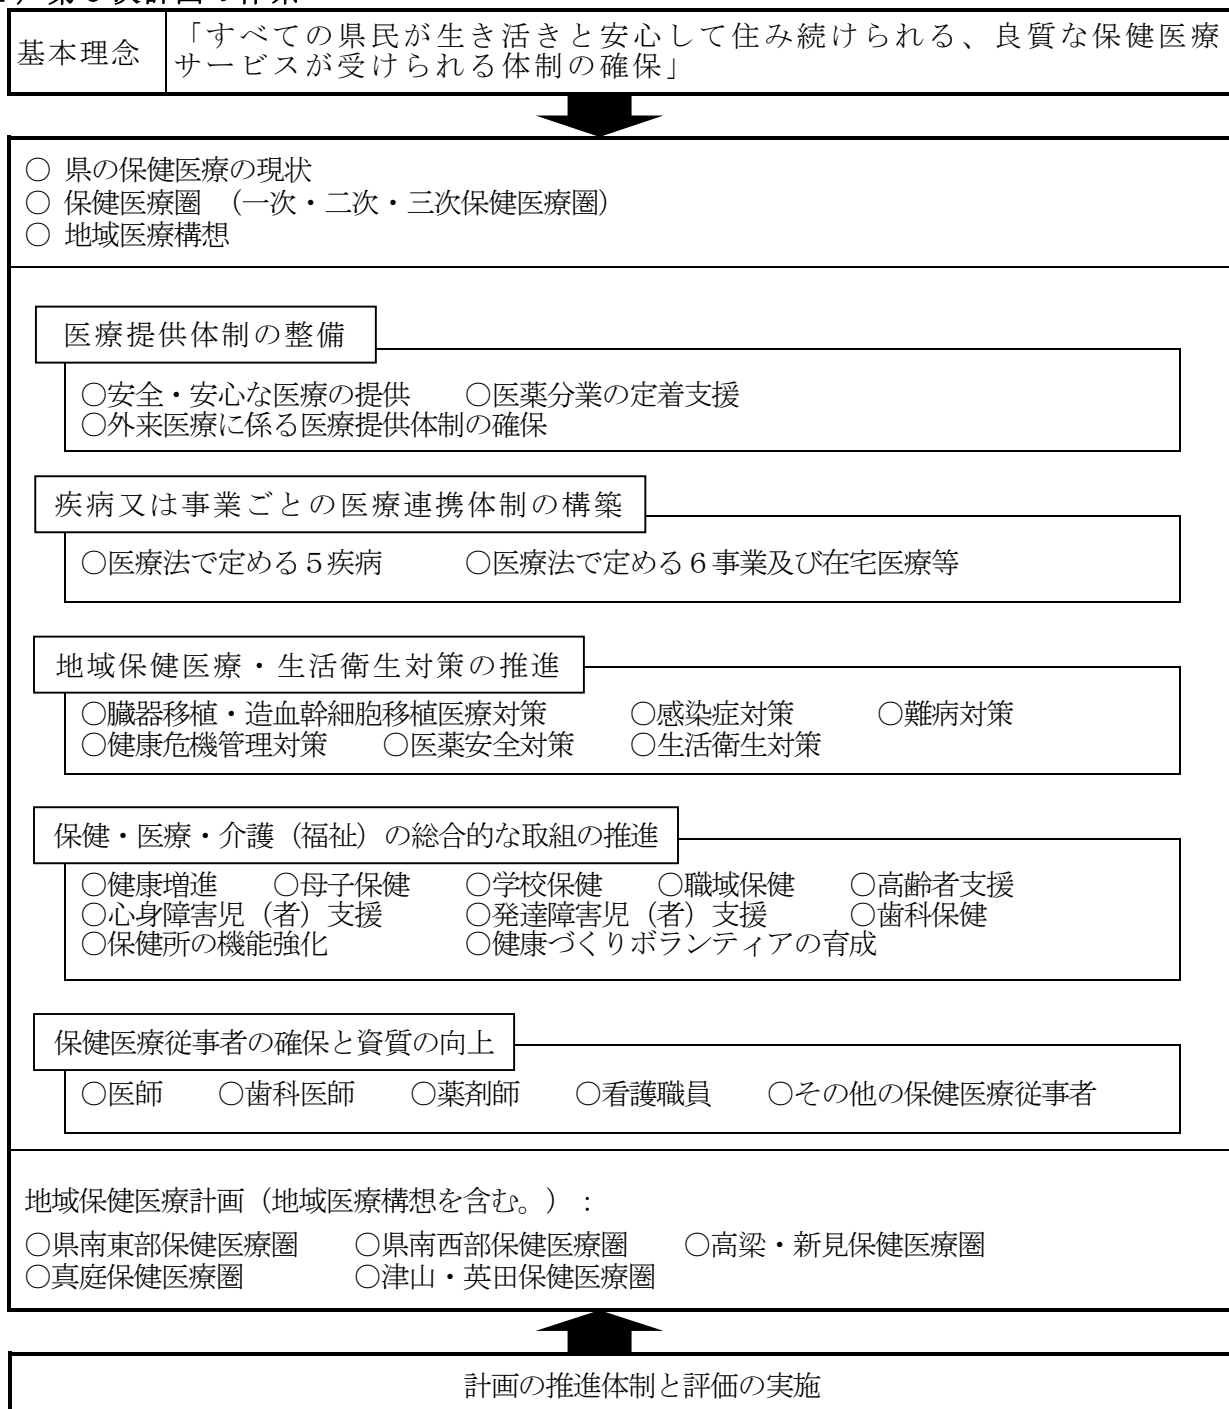 基本理念
「すべての県民が生き活きと安心して住み続けられる、良質な保健医療
サービスが受けられる体制の確保」
○ 県の保健医療の現状
○ 保健医療圏 （一次・二次・三次保健医療圏）
○ 地域医療構想
医療提供体制の整備
○安全・安心な医療の提供 ○医薬分業の定着支援
○外来医療に係る医療提供体制の確保
疾病又は事業ごとの医療連携体制の構築
○医療法で定める５疾病 ○医療法で定める６事業及び在宅医療等
地域保健医療・生活衛生対策の推進
○臓器移植・造血幹細胞移植医療対策 ○感染症対策 ○難病対策
○健康危機管理対策 ○医薬安全対策 ○生活衛生対策
保健・医療・介護（福祉）の総合的な取組の推進
○健康増進 ○母子保健 ○学校保健 ○職域保健 ○高齢者支援
○心身障害児（者）支援 ○発達障害児（者）支援 ○歯科保健
○保健所の機能強化 ○健康づくりボランティアの育成
保健医療従事者の確保と資質の向上
○医師 ○歯科医師 ○薬剤師 ○看護職員 ○その他の保健医療従事者
地域保健医療計画（地域医療構想を含む。）：
○県南東部保健医療圏 ○県南西部保健医療圏 ○高梁・新見保健医療圏
○真庭保健医療圏 ○津山・英田保健医療圏
計画の推進体制と評価の実施